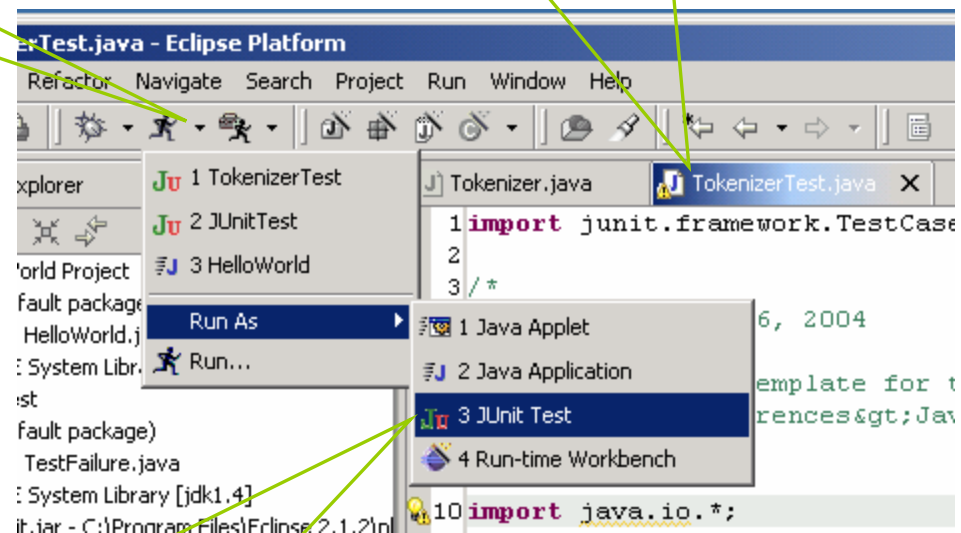 erTest.java - Eclipse Platform
Refactor Navigate Search Project Run Window Help
xplorer
1 TokenizerTest
2 JUnitTest
3 HelloWorld
Run As
Run...
1 Java Applet
2 Java Application
3 JUnit Test
4 Run-time Workbench
orld Project
fault package
HelloWorld.j
E System Libr
est
fault package)
TestFailure.java
E System Library [jdk1.4]
it.jar - C:\Program Files\Eclipse 2.1.2\pl
Tokenizer.java TokenizerTest.java
1 import junit.framework.TestCase
2
3 /*
6, 2004
emplate for t
rences&gt;Jav
10 import java.io.*;